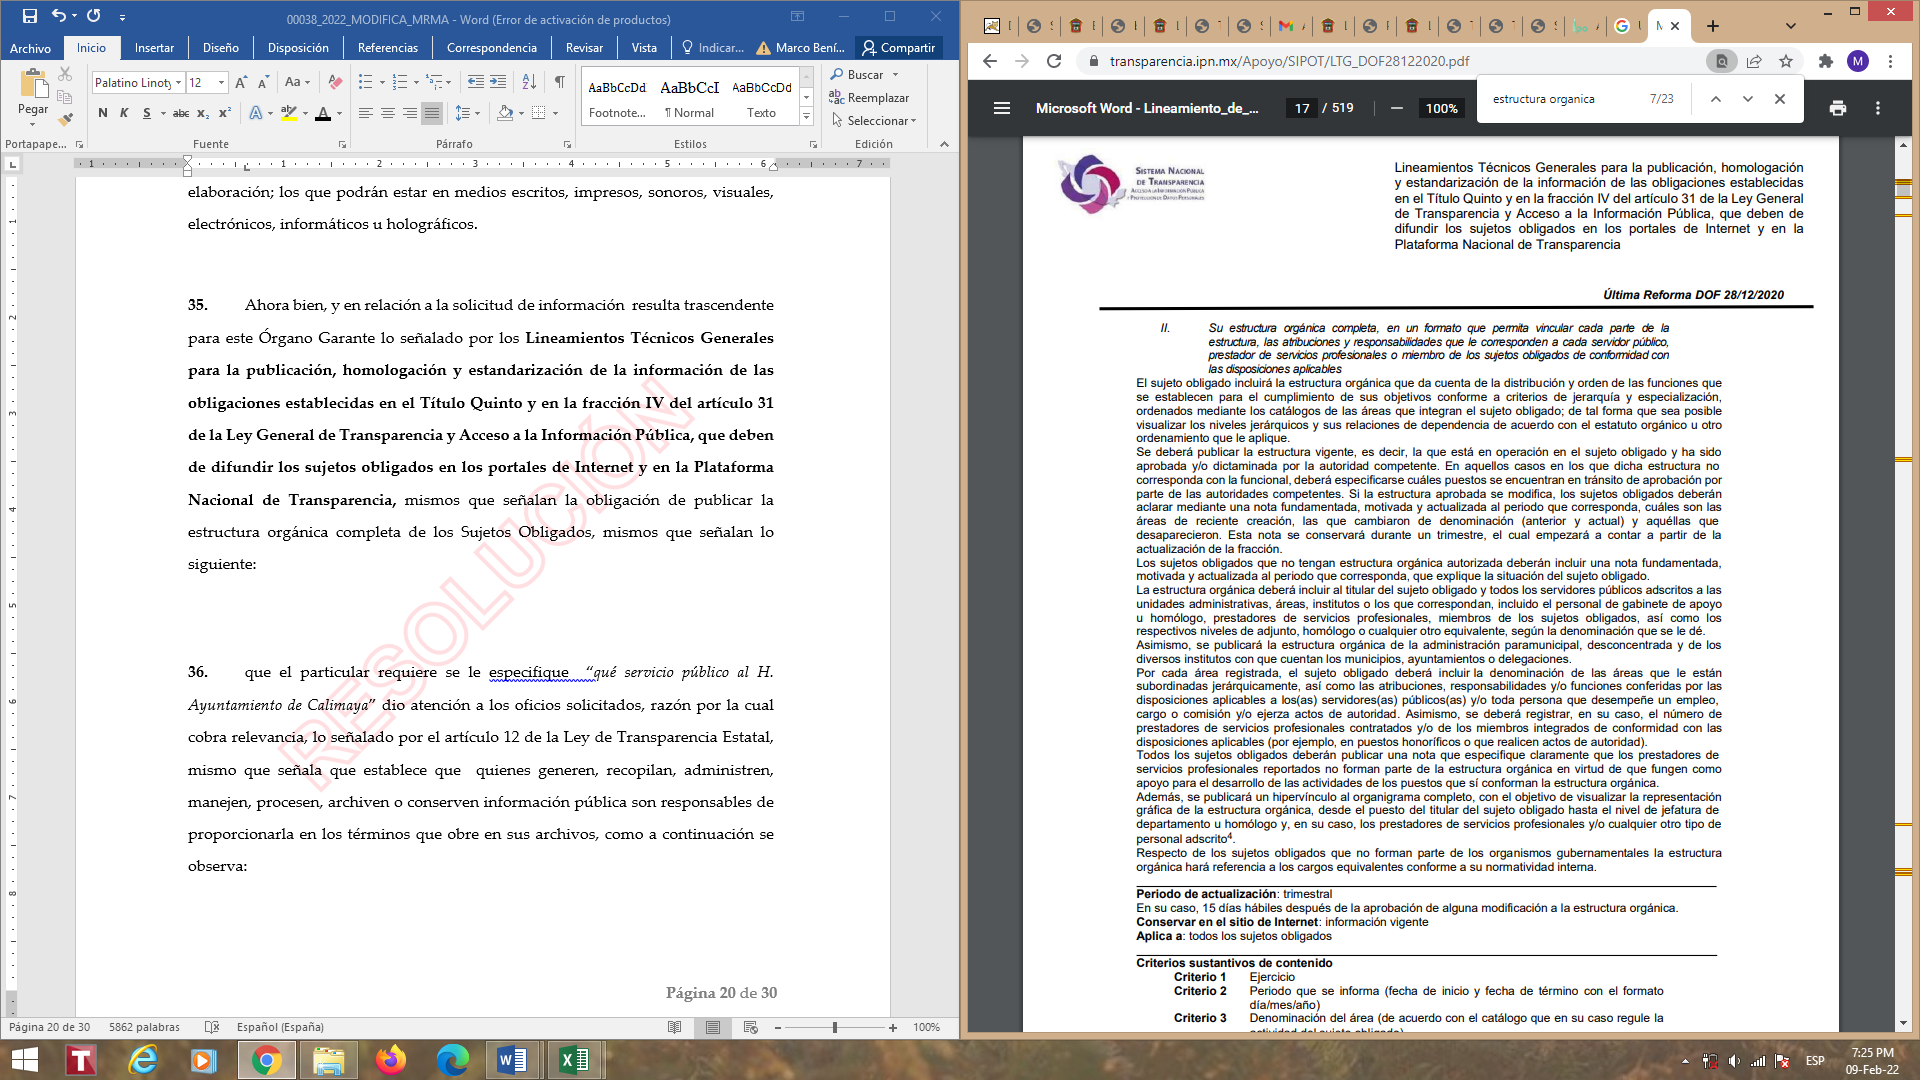 00038_2022_MODIFICA_MRMA - Word (Error de activación de productos)
Archivo
Inicio
Insertar
Diseño
Disposición
Referencias
Correspondencia
Revisar
Vista
Indicar...
Marco Bení...
Compartir
Pegar
Palatino Linot
12
N K S abc x₂ x²
AaBbCcDd
AaBbCcI
AaBbCcDd
Footnote...
¶ Normal
Texto
Buscar
Reemplazar
Seleccionar
Portapape...
Fuente
Párrafo
Estilos
Edición
elaboración; los que podrán estar en medios escritos, impresos, sonoros, visuales,
electrónicos, informáticos u holográficos.
35. Ahora bien, y en relación a la solicitud de información resulta trascendente
para este Órgano Garante lo señalado por los Lineamientos Técnicos Generales
para la publicación, homologación y estandarización de la información de las
obligaciones establecidas en el Título Quinto y en la fracción IV del artículo 31
de la Ley General de Transparencia y Acceso a la Información Pública, que deben
de difundir los sujetos obligados en los portales de Internet y en la Plataforma
Nacional de Transparencia, mismos que señalan la obligación de publicar la
estructura orgánica completa de los Sujetos Obligados, mismos que señalan lo
siguiente:
RESOLUCIÓN
36. que el particular requiere se le especifique “qué servicio público al H.
Ayuntamiento de Calimaya” dio atención a los oficios solicitados, razón por la cual
cobra relevancia, lo señalado por el artículo 12 de la Ley de Transparencia Estatal,
mismo que señala que establece que quienes generen, recopilan, administren,
manejen, procesen, archiven o conserven información pública son responsables de
proporcionarla en los términos que obre en sus archivos, como a continuación se
observa:
Página 20 de 30
Página 20 de 30
5862 palabras
Español (España)
100%
transparencia.ipn.mx/Apoyo/SIPOT/LTG_DOF28122020.pdf
estructura organica
7/23
Microsoft Word - Lineamiento_de_...
17 / 519
100%
SISTEMA NACIONAL
DE TRANSPARENCIA
ACCESO A LA INFORMACIÓN PÚBLICA
Y PROTECCIÓN DE DATOS PERSONALES
Lineamientos Técnicos Generales para la publicación, homologación
y estandarización de la información de las obligaciones establecidas
en el Título Quinto y en la fracción IV del artículo 31 de la Ley General
de Transparencia y Acceso a la Información Pública, que deben de
difundir los sujetos obligados en los portales de Internet y en la
Plataforma Nacional de Transparencia
Última Reforma DOF 28/12/2020
II. Su estructura orgánica completa, en un formato que permita vincular cada parte de la
estructura, las atribuciones y responsabilidades que le corresponden a cada servidor público,
prestador de servicios profesionales o miembro de los sujetos obligados de conformidad con
las disposiciones aplicables
El sujeto obligado incluirá la estructura orgánica que da cuenta de la distribución y orden de las funciones que
se establecen para el cumplimiento de sus objetivos conforme a criterios de jerarquía y especialización,
ordenados mediante los catálogos de las áreas que integran el sujeto obligado; de tal forma que sea posible
visualizar los niveles jerárquicos y sus relaciones de dependencia de acuerdo con el estatuto orgánico u otro
ordenamiento que le aplique.
Se deberá publicar la estructura vigente, es decir, la que está en operación en el sujeto obligado y ha sido
aprobada y/o dictaminada por la autoridad competente. En aquellos casos en los que dicha estructura no
corresponda con la funcional, deberá especificarse cuáles puestos se encuentran en tránsito de aprobación por
parte de las autoridades competentes. Si la estructura aprobada se modifica, los sujetos obligados deberán
aclarar mediante una nota fundamentada, motivada y actualizada al periodo que corresponda, cuáles son las
áreas de reciente creación, las que cambiaron de denominación (anterior y actual) y aquéllas que
desaparecieron. Esta nota se conservará durante un trimestre, el cual empezará a contar a partir de la
actualización de la fracción.
Los sujetos obligados que no tengan estructura orgánica autorizada deberán incluir una nota fundamentada,
motivada y actualizada al periodo que corresponda, que explique la situación del sujeto obligado.
La estructura orgánica deberá incluir al titular del sujeto obligado y todos los servidores públicos adscritos a las
unidades administrativas, áreas, institutos o los que correspondan, incluido el personal de gabinete de apoyo
u homólogo, prestadores de servicios profesionales, miembros de los sujetos obligados, así como los
respectivos niveles de adjunto, homólogo o cualquier otro equivalente, según la denominación que se le dé.
Asimismo, se publicará la estructura orgánica de la administración paramunicipal, desconcentrada y de los
diversos institutos con que cuentan los municipios, ayuntamientos o delegaciones.
Por cada área registrada, el sujeto obligado deberá incluir la denominación de las áreas que le están
subordinadas jerárquicamente, así como las atribuciones, responsabilidades y/o funciones conferidas por las
disposiciones aplicables a los(as) servidores(as) públicos(as) y/o toda persona que desempeñe un empleo,
cargo o comisión y/o ejerza actos de autoridad. Asimismo, se deberá registrar, en su caso, el número de
prestadores de servicios profesionales contratados y/o de los miembros integrados de conformidad con las
disposiciones aplicables (por ejemplo, en puestos honoríficos o que realicen actos de autoridad).
Todos los sujetos obligados deberán publicar una nota que especifique claramente que los prestadores de
servicios profesionales reportados no forman parte de la estructura orgánica en virtud de que fungen como
apoyo para el desarrollo de las actividades de los puestos que sí conforman la estructura orgánica.
Además, se publicará un hipervínculo al organigrama completo, con el objetivo de visualizar la representación
gráfica de la estructura orgánica, desde el puesto del titular del sujeto obligado hasta el nivel de jefatura de
departamento u homólogo y, en su caso, los prestadores de servicios profesionales y/o cualquier otro tipo de
personal adscrito⁴.
Respecto de los sujetos obligados que no forman parte de los organismos gubernamentales la estructura
orgánica hará referencia a los cargos equivalentes conforme a su normatividad interna.
Periodo de actualización: trimestral
En su caso, 15 días hábiles después de la aprobación de alguna modificación a la estructura orgánica.
Conservar en el sitio de Internet: información vigente
Aplica a: todos los sujetos obligados
Criterios sustantivos de contenido
Criterio 1 Ejercicio
Criterio 2 Periodo que se informa (fecha de inicio y fecha de término con el formato
día/mes/año)
Criterio 3 Denominación del área (de acuerdo con el catálogo que en su caso regule la
ESP
7:25 PM
09-Feb-22